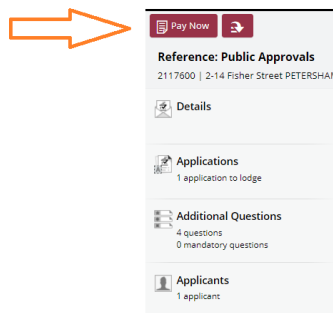 Pay Now
Reference: Public Approvals
2117600 | 2-14 Fisher Street PETERSHAM
Details
Applications
1 application to lodge
Additional Questions
4 questions
0 mandatory questions
Applicants
1 applicant